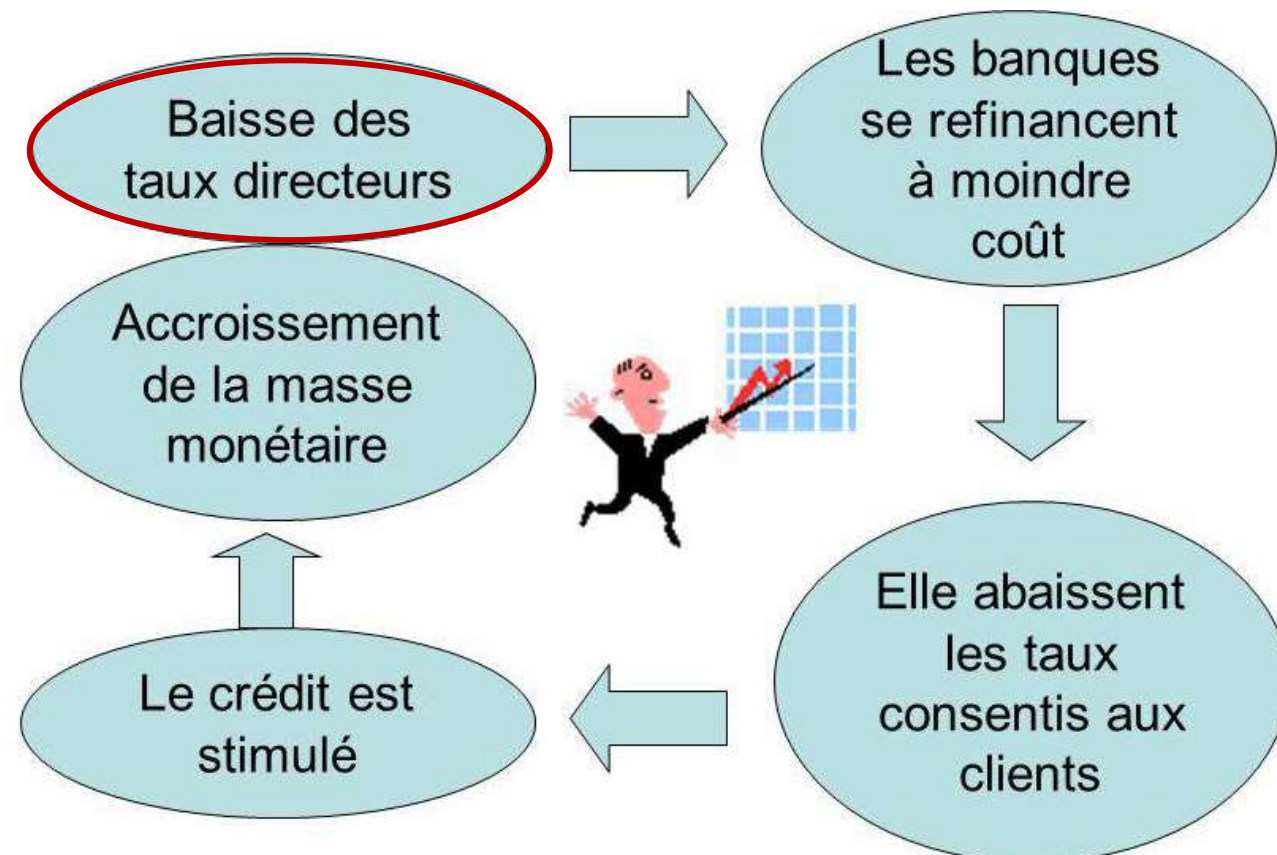 Baisse des
taux directeurs
Les banques
se refinancent
à moindre
coût
Elle abaissent
les taux
consentis aux
clients
Le crédit est
stimulé
Accroissement
de la masse
monétaire